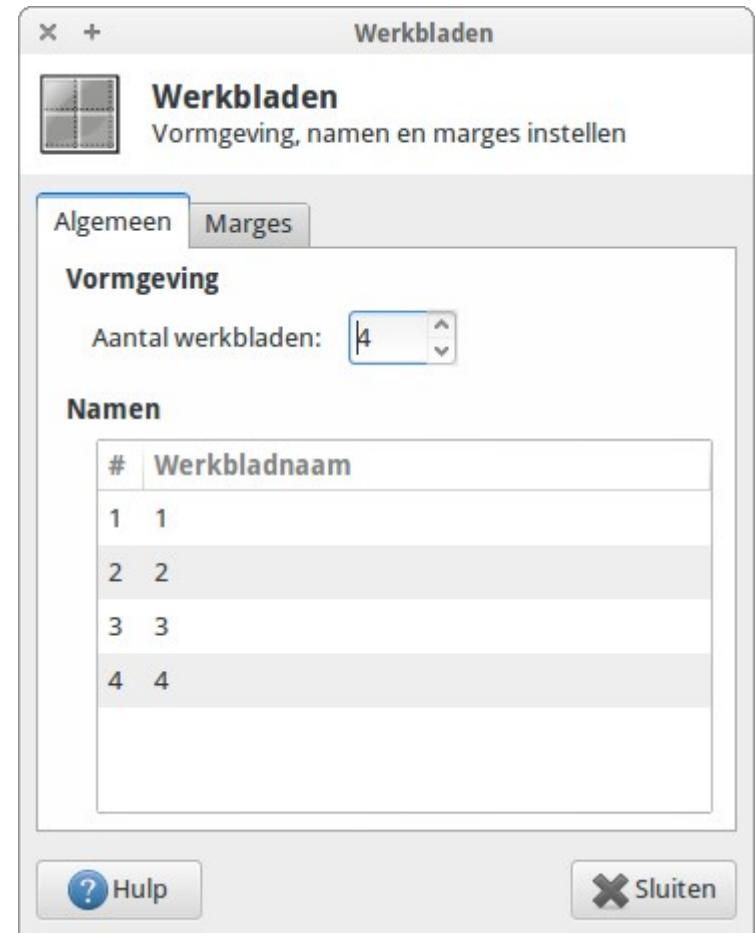 Werkbladen
Werkbladen
Vormgeving, namen en marges instellen
Algemeen Marges
Vormgeving
Aantal werkbladen: 4
Namen
# Werkbladnaam
1 1
2 2
3 3
4 4
Hulp Sluiten